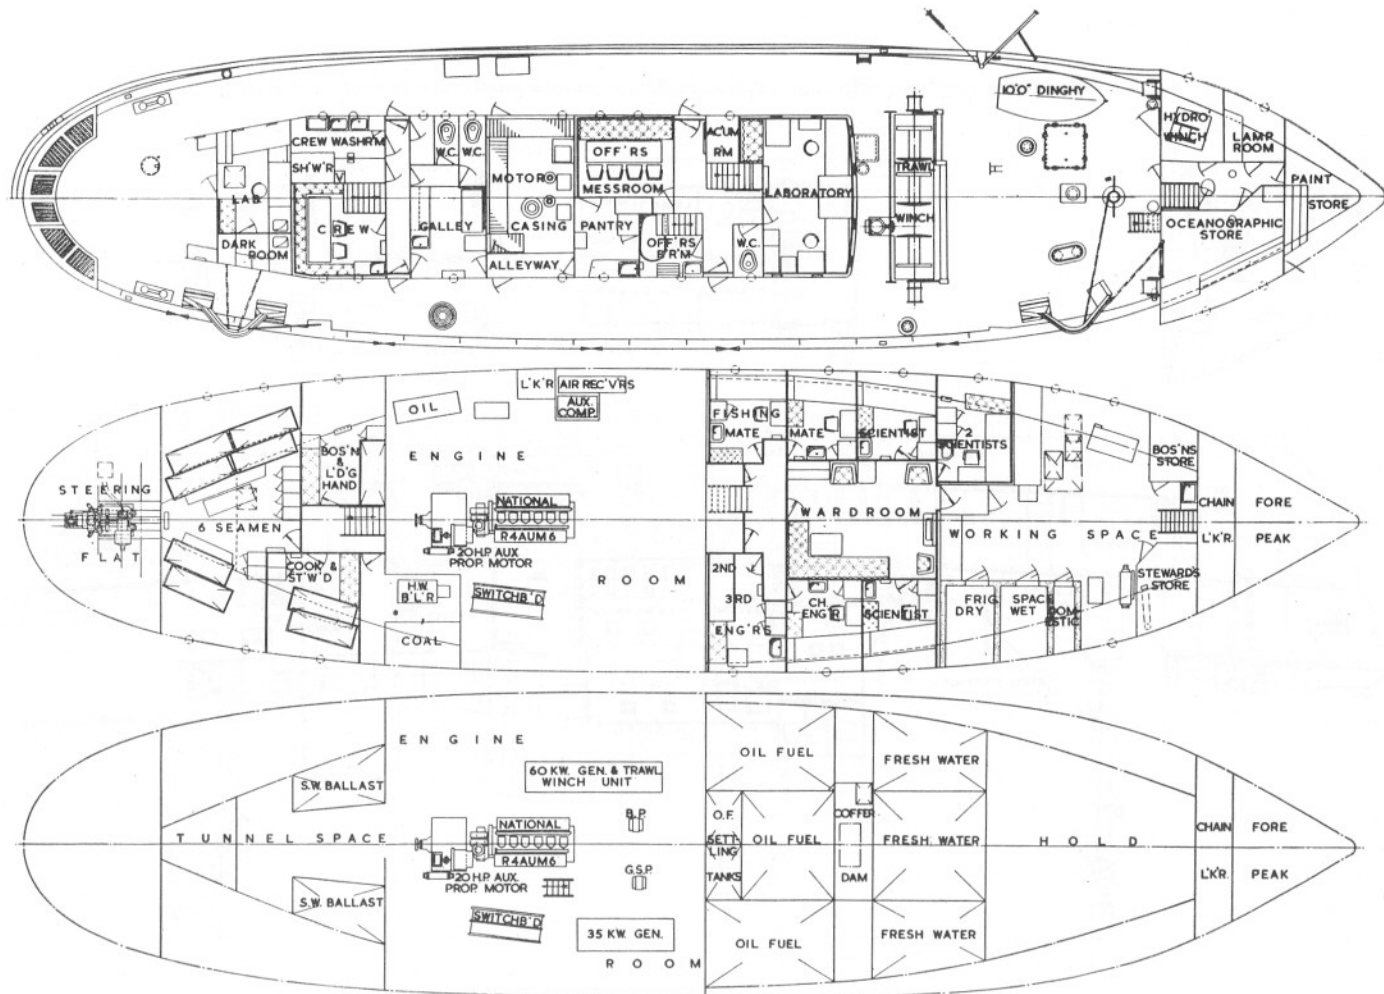 10'0" DINGHY
HYDRO
WINCH
LAMP
ROOM
PAINT
STORE
OCEANOGRAPHIC
STORE
TRAWL
WINCH
LABORATORY
AC'UM
R'M
W.C.
OFF'RS
MESSROOM
PANTRY
OFF'RS
B'R'M
MOTOR
CASING
ALLEYWAY
W.C.
W.C.
GALLEY
CREW WASHR'M
SH'W'R
CREW
LAB.
DARK
ROOM
L'K'R
AIR REC'V'RS
AUX.
COMP.
OIL
ENGINE
ROOM
STEERING
FLAT
6 SEAMEN
BOS'N
&
L'D'G
HAND
COOK &
ST'W'D
NATIONAL
R4AUM6
20 H.P. AUX
PROP. MOTOR
H.W.
B'L'R
COAL
SWITCHB'D
FISHING
MATE
MATE
SCIENTIST
2
SCIENTISTS
WARDROOM
2ND
3RD
ENG'RS
CH
ENG'R
SCIENTIST
WORKING SPACE
FRIG.
DRY
SPACE
WET
DOM-
ESTIC
BOS'NS
STORE
STEWARD'S
STORE
CHAIN
L'K'R.
FORE
PEAK
ENGINE
ROOM
TUNNEL SPACE
S.W. BALLAST
S.W. BALLAST
60 KW. GEN. & TRAWL
WINCH UNIT
NATIONAL
R4AUM6
20 H.P. AUX.
PROP. MOTOR
SWITCHB'D
B.P.
G.S.P.
35 KW. GEN.
OIL FUEL
O.F.
SETT-
LING
TANKS
OIL FUEL
OIL FUEL
COFFER
DAM
FRESH WATER
FRESH WATER
FRESH WATER
HOLD
CHAIN
L'K'R.
FORE
PEAK